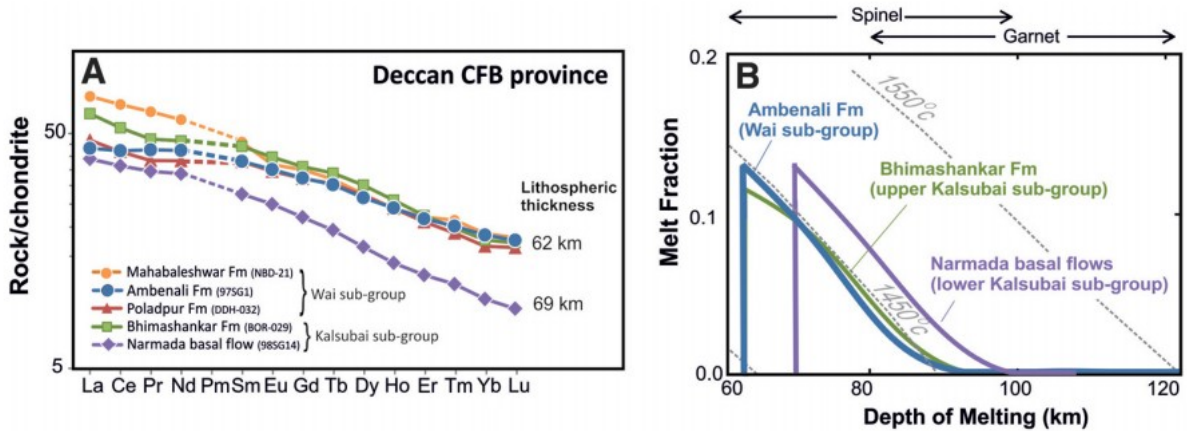 A
Deccan CFB province
Rock/chondrite
50
5
Lithospheric
thickness
62 km
69 km
Mahabaleshwar Fm (NBD-21)
Ambenali Fm (97SG1)
Poladpur Fm (DDH-032)
Bhimashankar Fm (BOR-029)
Narmada basal flow (98SG14)
Wai sub-group
Kalsubai sub-group
La Ce Pr Nd Pm Sm Eu Gd Tb Dy Ho Er Tm Yb Lu
Spinel
Garnet
B
0.2
0.1
0.0
Melt Fraction
1550°c
1450°c
Ambenali Fm
(Wai sub-group)
Bhimashankar Fm
(upper Kalsubai sub-group)
Narmada basal flows
(lower Kalsubai sub-group)
60 80 100 120
Depth of Melting (km)